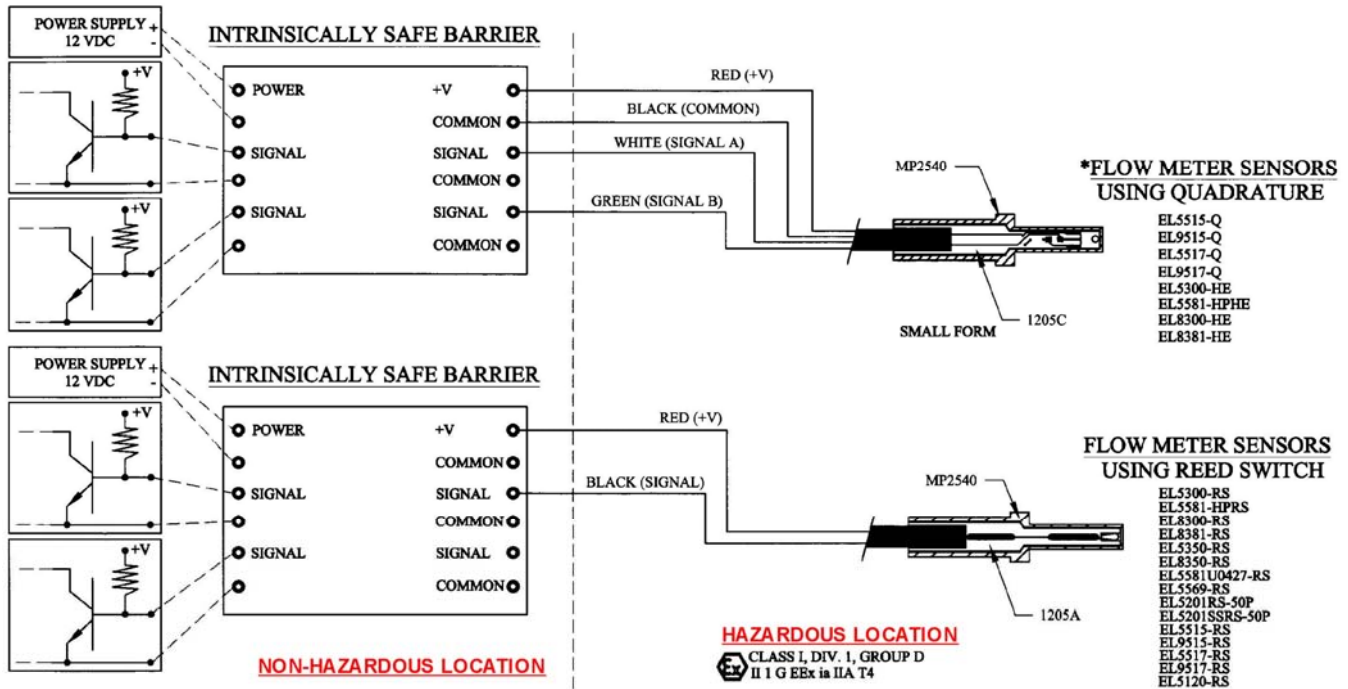 POWER SUPPLY +
12 VDC -
INTRINSICALLY SAFE BARRIER
+V
POWER
+V
COMMON
SIGNAL
SIGNAL
COMMON
+V
SIGNAL
SIGNAL
COMMON
RED (+V)
BLACK (COMMON)
WHITE (SIGNAL A)
GREEN (SIGNAL B)
MP2540
1205C
SMALL FORM
*FLOW METER SENSORS
USING QUADRATURE
EL5515-Q
EL9515-Q
EL5517-Q
EL9517-Q
EL5300-HE
EL5581-HPHE
EL8300-HE
EL8381-HE
POWER SUPPLY +
12 VDC -
INTRINSICALLY SAFE BARRIER
+V
POWER
+V
COMMON
SIGNAL
SIGNAL
COMMON
+V
SIGNAL
SIGNAL
COMMON
RED (+V)
BLACK (SIGNAL)
MP2540
1205A
FLOW METER SENSORS
USING REED SWITCH
EL5300-RS
EL5581-HPRS
EL8300-RS
EL8381-RS
EL5350-RS
EL8350-RS
EL5581U0427-RS
EL5569-RS
EL5201RS-50P
EL5201SSRS-50P
EL5515-RS
EL9515-RS
EL5517-RS
EL9517-RS
EL5120-RS
NON-HAZARDOUS LOCATION
HAZARDOUS LOCATION
Ex CLASS I, DIV. 1, GROUP D
II 1 G EEx ia IIA T4